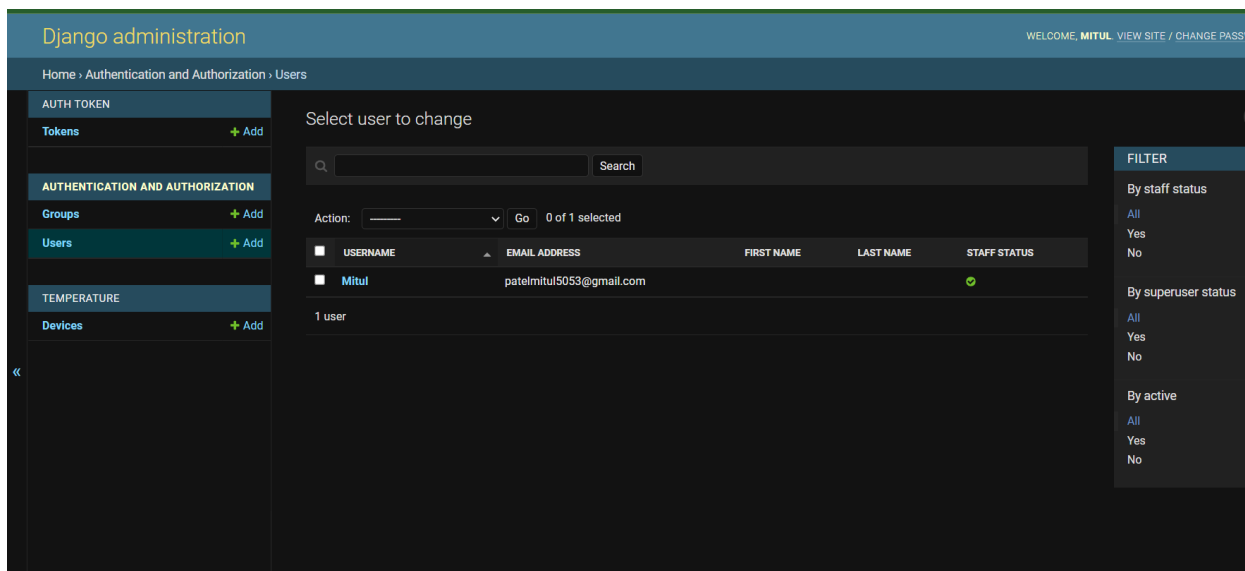 Django administration
WELCOME, MITUL. VIEW SITE / CHANGE PASS
Home › Authentication and Authorization › Users
AUTH TOKEN
Tokens
+ Add
AUTHENTICATION AND AUTHORIZATION
Groups
+ Add
Users
+ Add
TEMPERATURE
Devices
+ Add
«
Select user to change
Search
Action: --------- Go 0 of 1 selected
USERNAME EMAIL ADDRESS FIRST NAME LAST NAME STAFF STATUS
Mitul patelmitul5053@gmail.com
1 user
FILTER
By staff status
All
Yes
No
By superuser status
All
Yes
No
By active
All
Yes
No